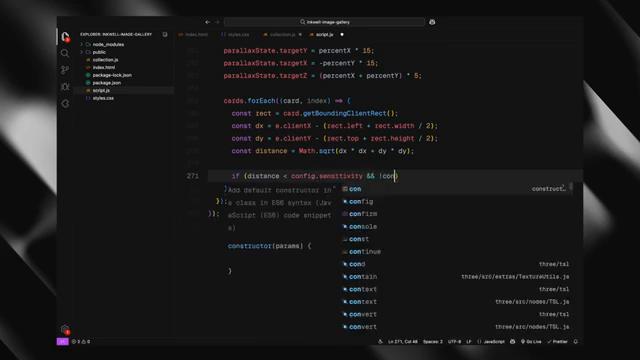 inkwell-image-gallery
EXPLORER: INKWELL-IMAGE-GALLERY
node_modules
public
collection.js
index.html
package-lock.json
package.json
script.js
styles.css
index.html
styles.css
collection.js
script.js
parallaxState.targetY = percentX * 15;
parallaxState.targetX = -percentY * 15;
parallaxState.targetZ = (percentX + percentY) * 5;
cards.forEach((card, index) => {
const rect = card.getBoundingClientRect();
const dx = e.clientX - (rect.left + rect.width / 2);
const dy = e.clientY - (rect.top + rect.height / 2);
const distance = Math.sqrt(dx * dx + dy * dy);
271 if (distance < config.sensitivity && !con)
Add default constructor in
a class in ES6 syntax (Jav
aScript (ES6) code snippet
s)
constructor(params) {
}
});
});
con construct…
config
confirm
console
const
continue
cond three/tsl
contain three/src/extras/TextureUtils.js
context three/tsl
context three/src/nodes/TSL.js
convert three/tsl
convert three/src/nodes/TSL.js
Ln 271, Col 46 Spaces: 2 UTF-8 LF {} JavaScript Go Live Prettier